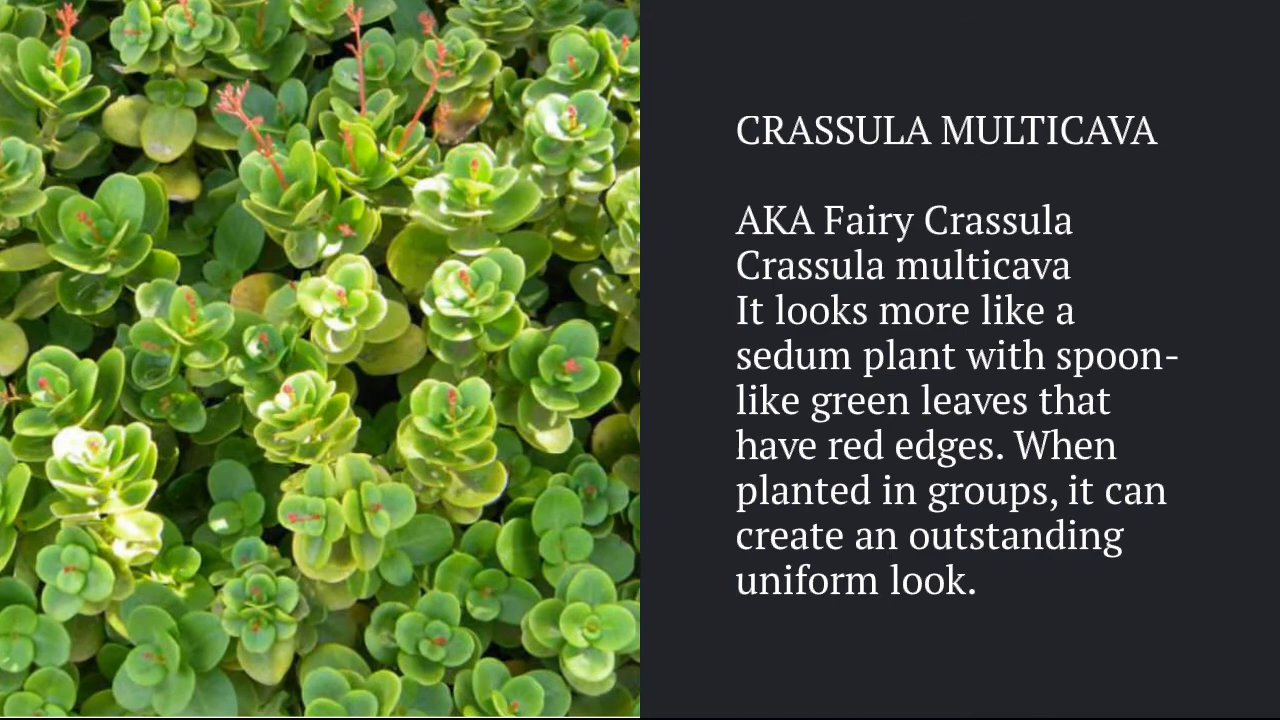 CRASSULA MULTICAVA
AKA Fairy Crassula
Crassula multicava
It looks more like a
sedum plant with spoon-
like green leaves that
have red edges. When
planted in groups, it can
create an outstanding
uniform look.